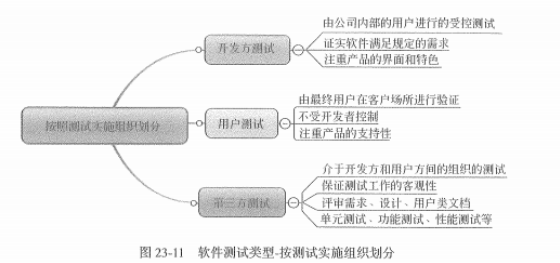 按照测试实施组织划分
开发方测试
由公司内部的用户进行的受控测试
证实软件满足规定的需求
注重产品的界面和特色
用户测试
由最终用户在客户场所进行验证
不受开发者控制
注重产品的支持性
第三方测试
介于开发方和用户方间的组织的测试
保证测试工作的客观性
评审需求、设计、用户类文档
单元测试、功能测试、性能测试等
图 23-11 软件测试类型-按测试实施组织划分